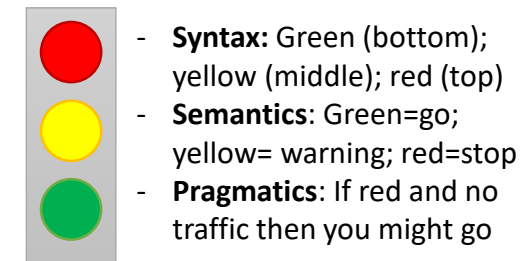 - Syntax: Green (bottom);
yellow (middle); red (top)
- Semantics: Green=go;
yellow= warning; red=stop
- Pragmatics: If red and no
traffic then you might go